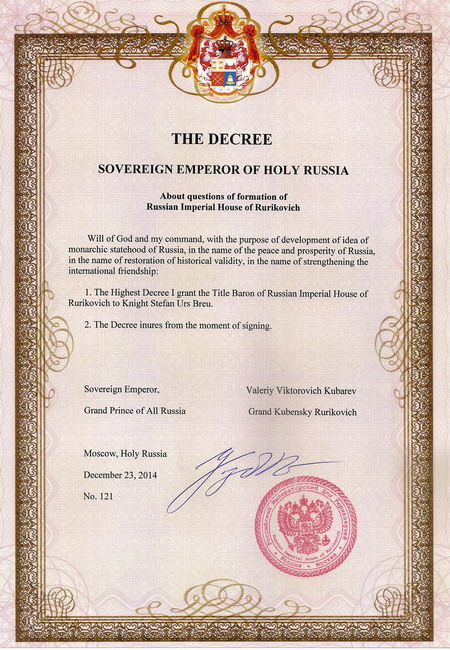 THE DECREE
SOVEREIGN EMPEROR OF HOLY RUSSIA
About questions of formation of
Russian Imperial House of Rurikovich
Will of God and my command, with the purpose of development of idea of
monarchic statehood of Russia, in the name of the peace and prosperity of Russia,
in the name of restoration of historical validity, in the name of strengthening the
international friendship:
1. The Highest Decree I grant the Title Baron of Russian Imperial House of
Rurikovich to Knight Stefan Urs Breu.
2. The Decree inures from the moment of signing.
Sovereign Emperor, Valeriy Viktorovich Kubarev
Grand Prince of All Russia Grand Kubensky Rurikovich
Moscow, Holy Russia
December 23, 2014
No. 121